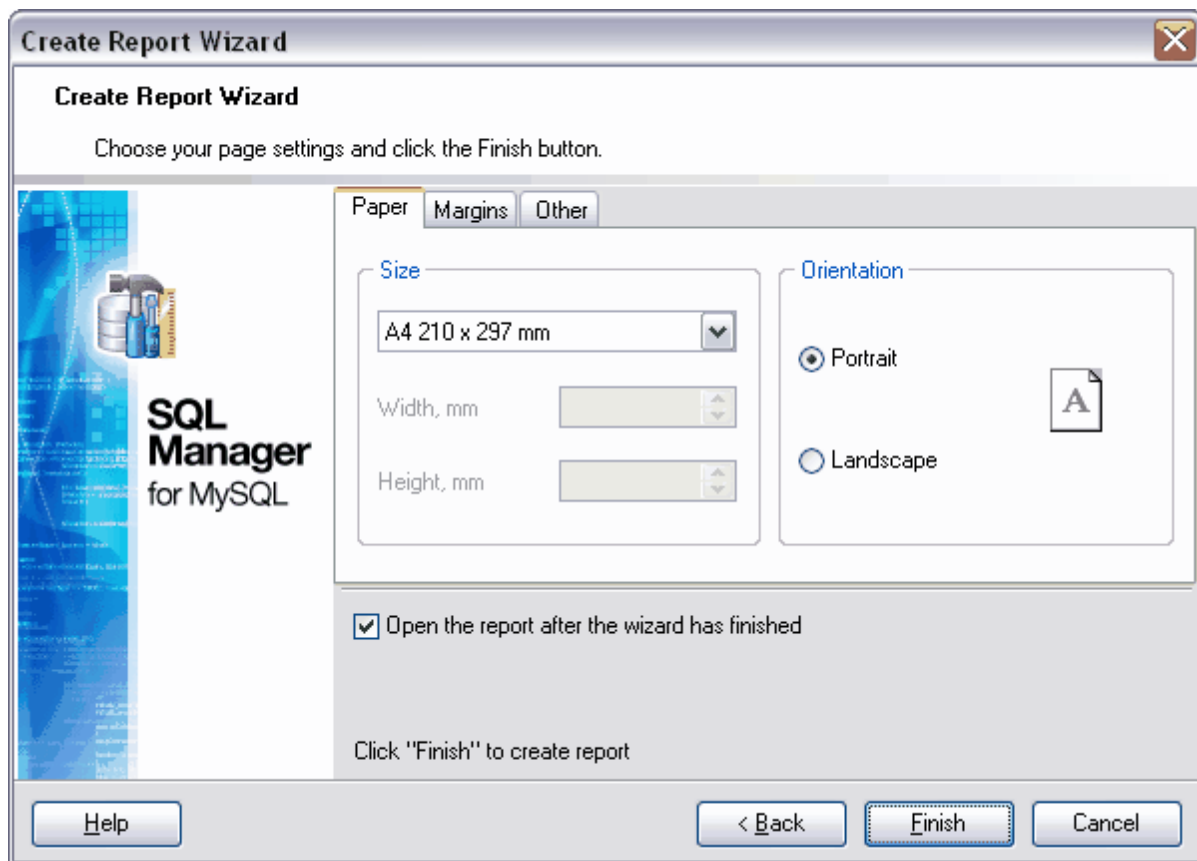 Create Report Wizard
Create Report Wizard
Choose your page settings and click the Finish button.
Paper Margins Other
Size
A4 210 x 297 mm
Width, mm
Height, mm
Orientation
Portrait
A
Landscape
SQL
Manager
for MySQL
Open the report after the wizard has finished
Click "Finish" to create report
Help < Back Finish Cancel